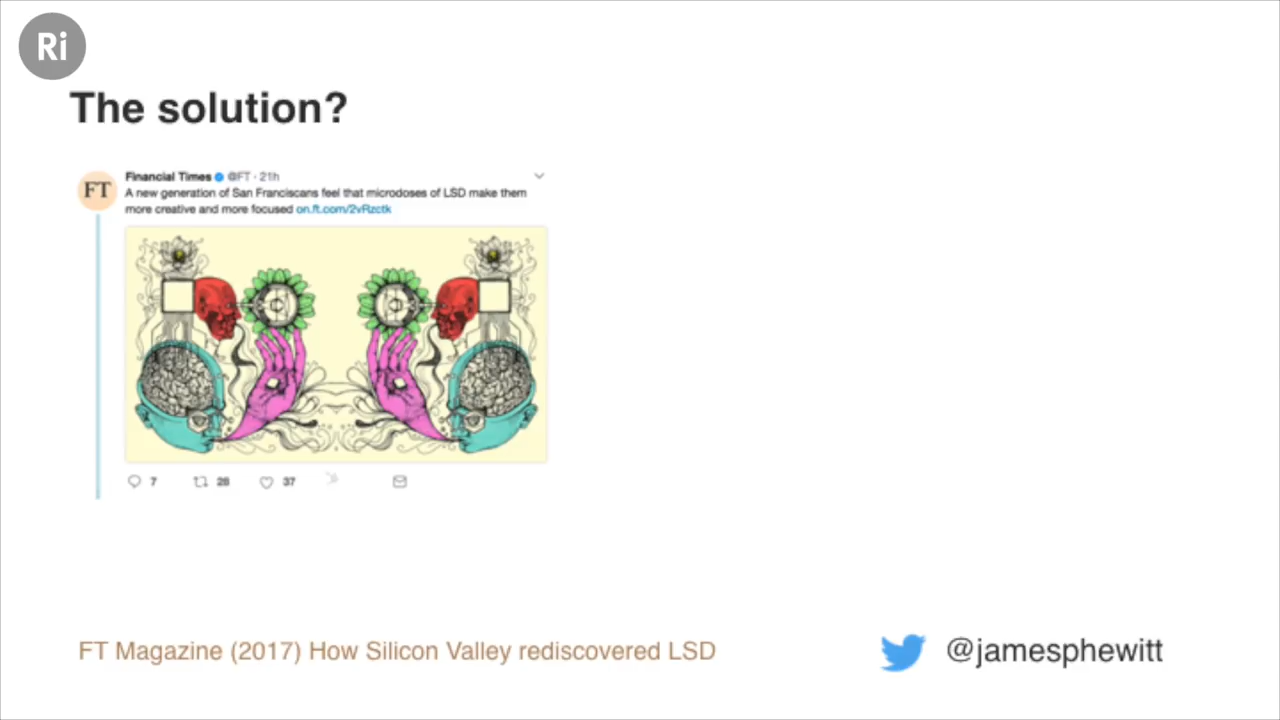 Ri
The solution?
FT
Financial Times @FT · 21h
A new generation of San Franciscans feel that microdoses of LSD make them
more creative and more focused on.ft.com/2vRzctk
7 28 37
FT Magazine (2017) How Silicon Valley rediscovered LSD
@jamesphewitt